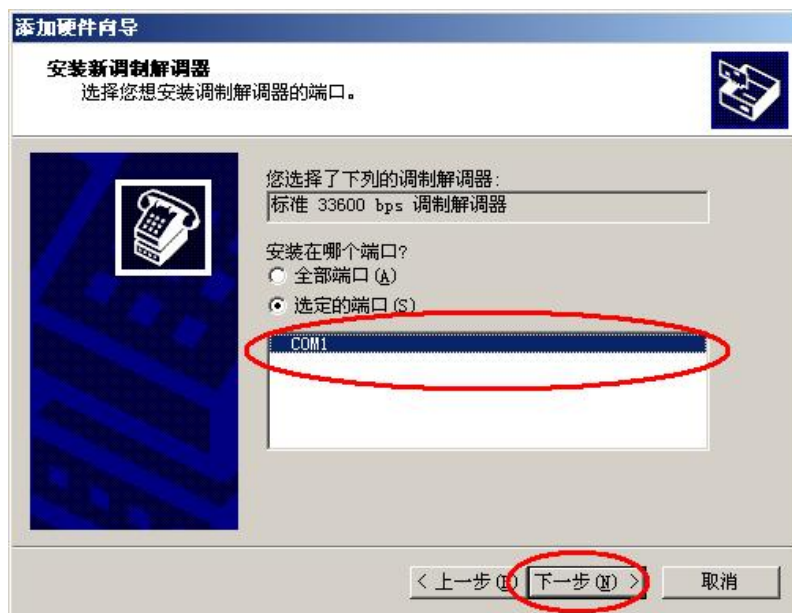 添加硬件向导
安装新调制解调器
选择您想安装调制解调器的端口。
您选择了下列的调制解调器:
标准 33600 bps 调制解调器
安装在哪个端口?
全部端口(A)
选定的端口(S)
COM1
< 上一步(B) 下一步(N) > 取消